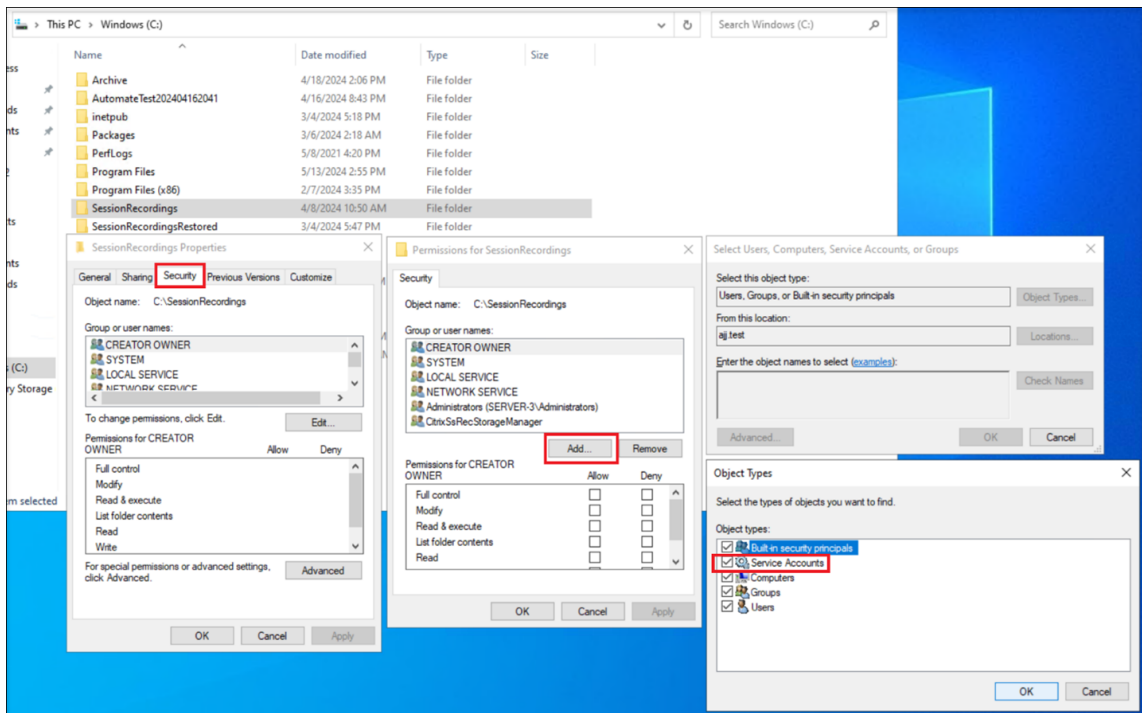 This PC > Windows (C:)
Search Windows (C:)
Name Date modified Type Size
Archive 4/18/2024 2:06 PM File folder
AutomateTest202404162041 4/16/2024 8:43 PM File folder
inetpub 3/4/2024 5:18 PM File folder
Packages 3/6/2024 2:18 AM File folder
PerfLogs 5/8/2021 4:20 PM File folder
Program Files 5/13/2024 2:55 PM File folder
Program Files (x86) 2/7/2024 3:35 PM File folder
SessionRecordings 4/8/2024 10:50 AM File folder
SessionRecordingsRestored 3/4/2024 5:47 PM File folder
(C:)
Storage
selected
SessionRecordings Properties
General Sharing Security Previous Versions Customize
Object name: C:\SessionRecordings
Group or user names:
CREATOR OWNER
SYSTEM
LOCAL SERVICE
NETWORK SERVICE
To change permissions, click Edit.
Edit...
Permissions for CREATOR
OWNER Allow Deny
Full control
Modify
Read & execute
List folder contents
Read
Write
For special permissions or advanced settings,
click Advanced.
Advanced
OK Cancel Apply
Permissions for SessionRecordings
Security
Object name: C:\SessionRecordings
Group or user names:
CREATOR OWNER
SYSTEM
LOCAL SERVICE
NETWORK SERVICE
Administrators (SERVER-3\Administrators)
CitrixSsRecStorageManager
Add... Remove
Permissions for CREATOR
OWNER Allow Deny
Full control
Modify
Read & execute
List folder contents
Read
OK Cancel Apply
Select Users, Computers, Service Accounts, or Groups
Select this object type:
Users, Groups, or Built-in security principals Object Types...
From this location:
ajj.test Locations...
Enter the object names to select (examples):
Check Names
Advanced... OK Cancel
Object Types
Select the types of objects you want to find.
Object types:
Built-in security principals
Service Accounts
Computers
Groups
Users
OK Cancel